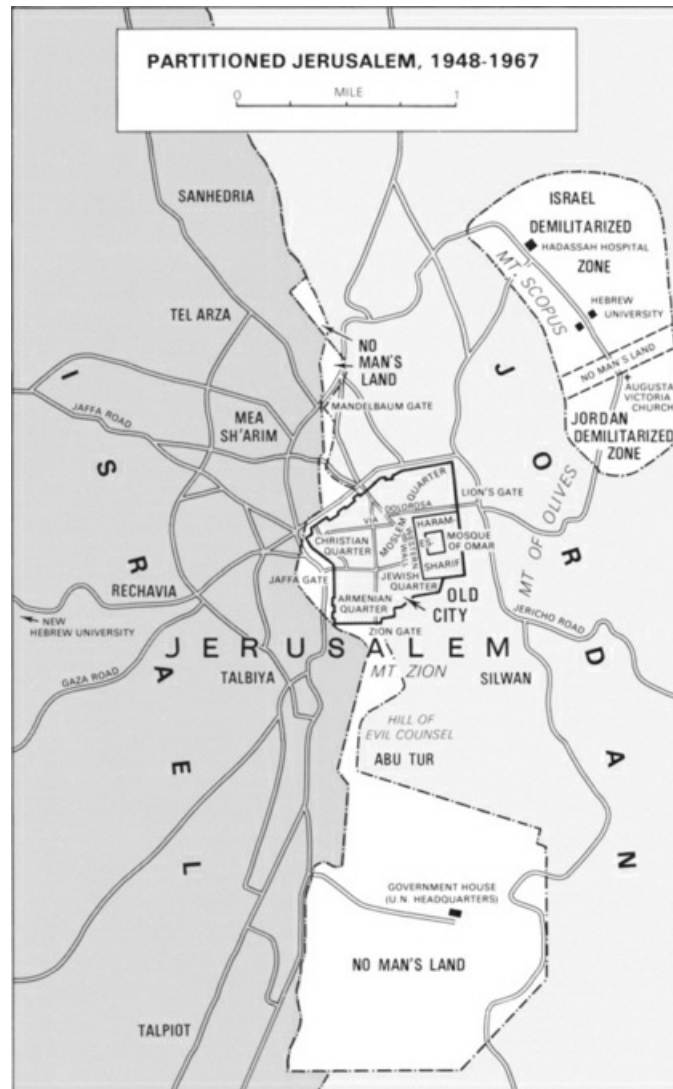 PARTITIONED JERUSALEM, 1948-1967
MILE
0 1
SANHEDRIA
ISRAEL
DEMILITARIZED
HADASSAH HOSPITAL
ZONE
MT SCOPUS
HEBREW
UNIVERSITY
TEL ARZA
NO
MAN'S
LAND
NO MAN'S LAND
AUGUSTA
VICTORIA
CHURCH
MANDELBAUM GATE
JAFFA ROAD
MEA
SH'ARIM
JORDAN
DEMILITARIZED
ZONE
MT OF OLIVES
LION'S GATE
VIA DOLOROSA
MOSLEM QUARTER
CHRISTIAN
QUARTER
WESTERN
WALL
HARAM-
ES-
SHARIF
MOSQUE
OF OMAR
JAFFA GATE
JEWISH
QUARTER
ARMENIAN
QUARTER
OLD
CITY
ZION GATE
RECHAVIA
NEW
HEBREW UNIVERSITY
GAZA ROAD
JERICHO ROAD
JERUSALEM
TALBIYA
MT ZION
SILWAN
HILL OF
EVIL COUNSEL
ABU TUR
ISRAEL
JORDAN
GOVERNMENT HOUSE
(U.N. HEADQUARTERS)
NO MAN'S LAND
TALPIOT